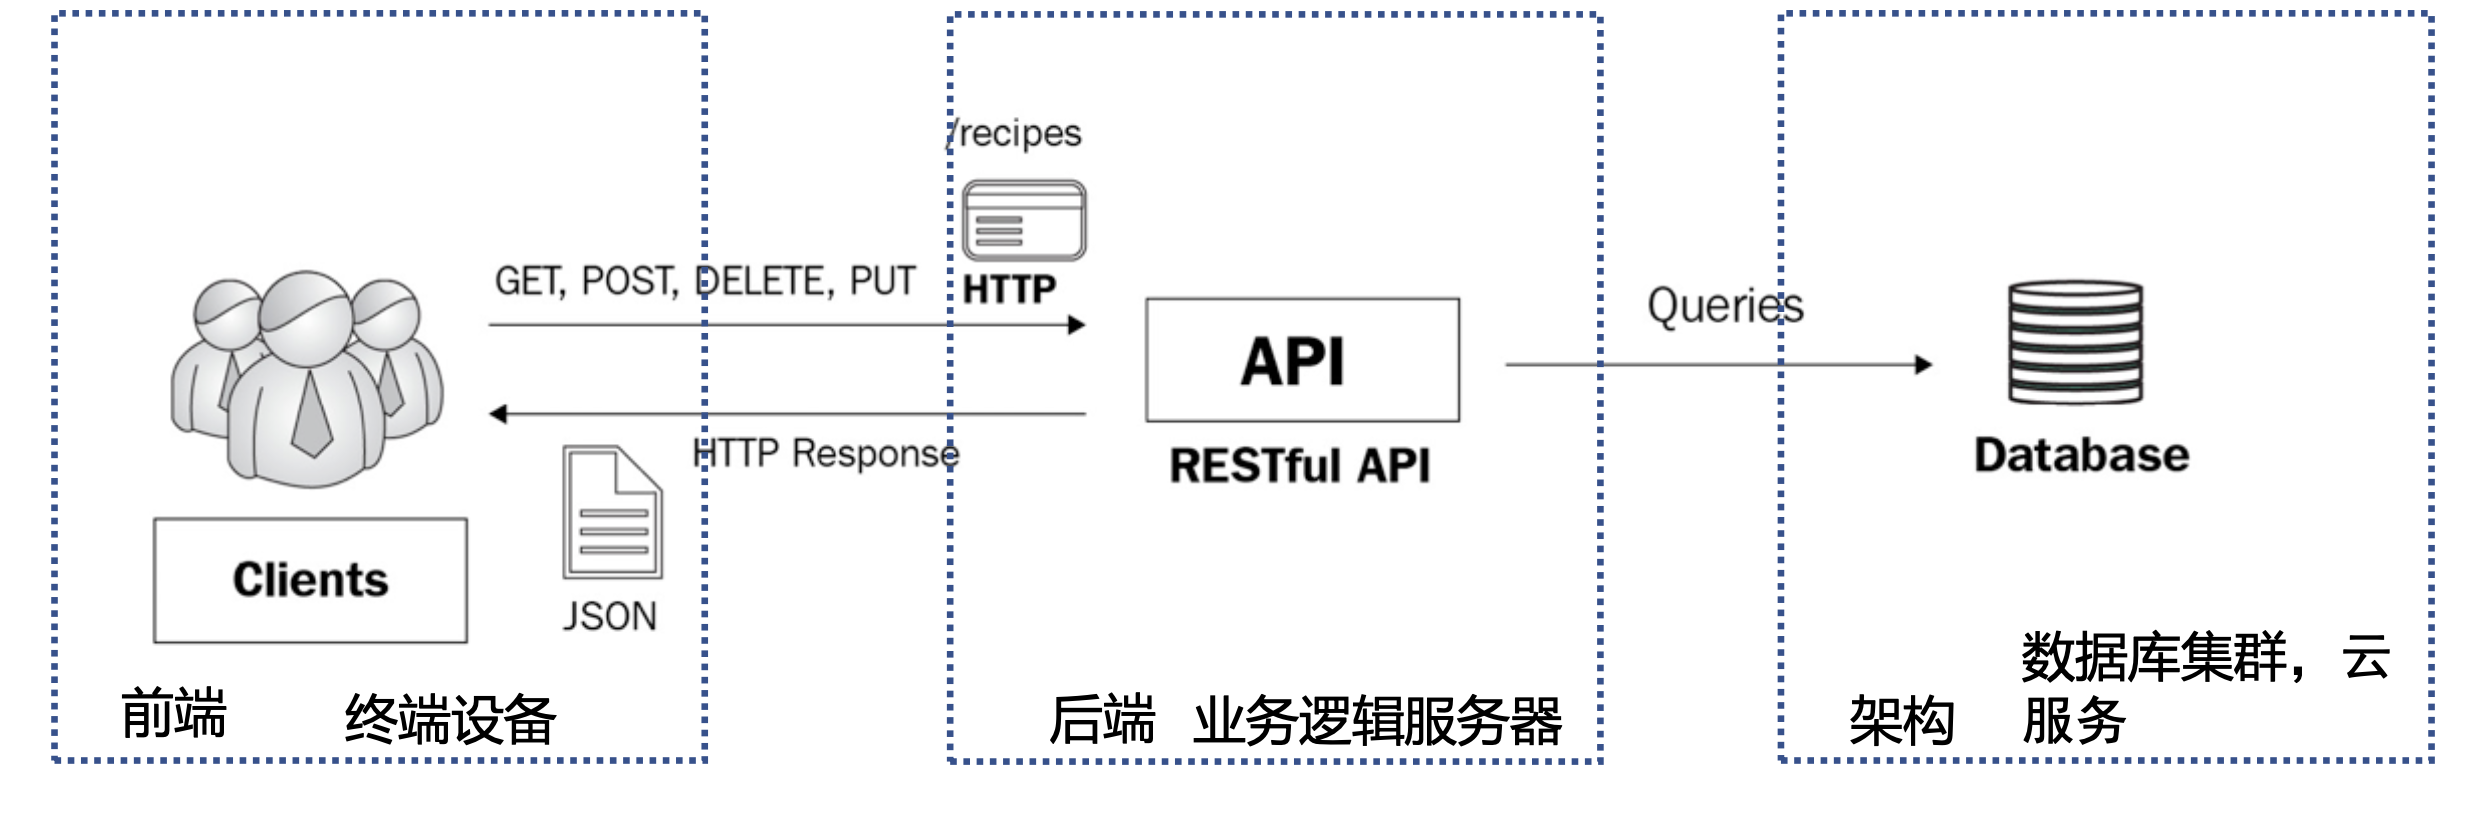 /recipes
GET, POST, DELETE, PUT
HTTP
API
RESTful API
HTTP Response
JSON
Clients
Queries
Database
前端 终端设备
后端 业务逻辑服务器
架构
数据库集群，云
服务